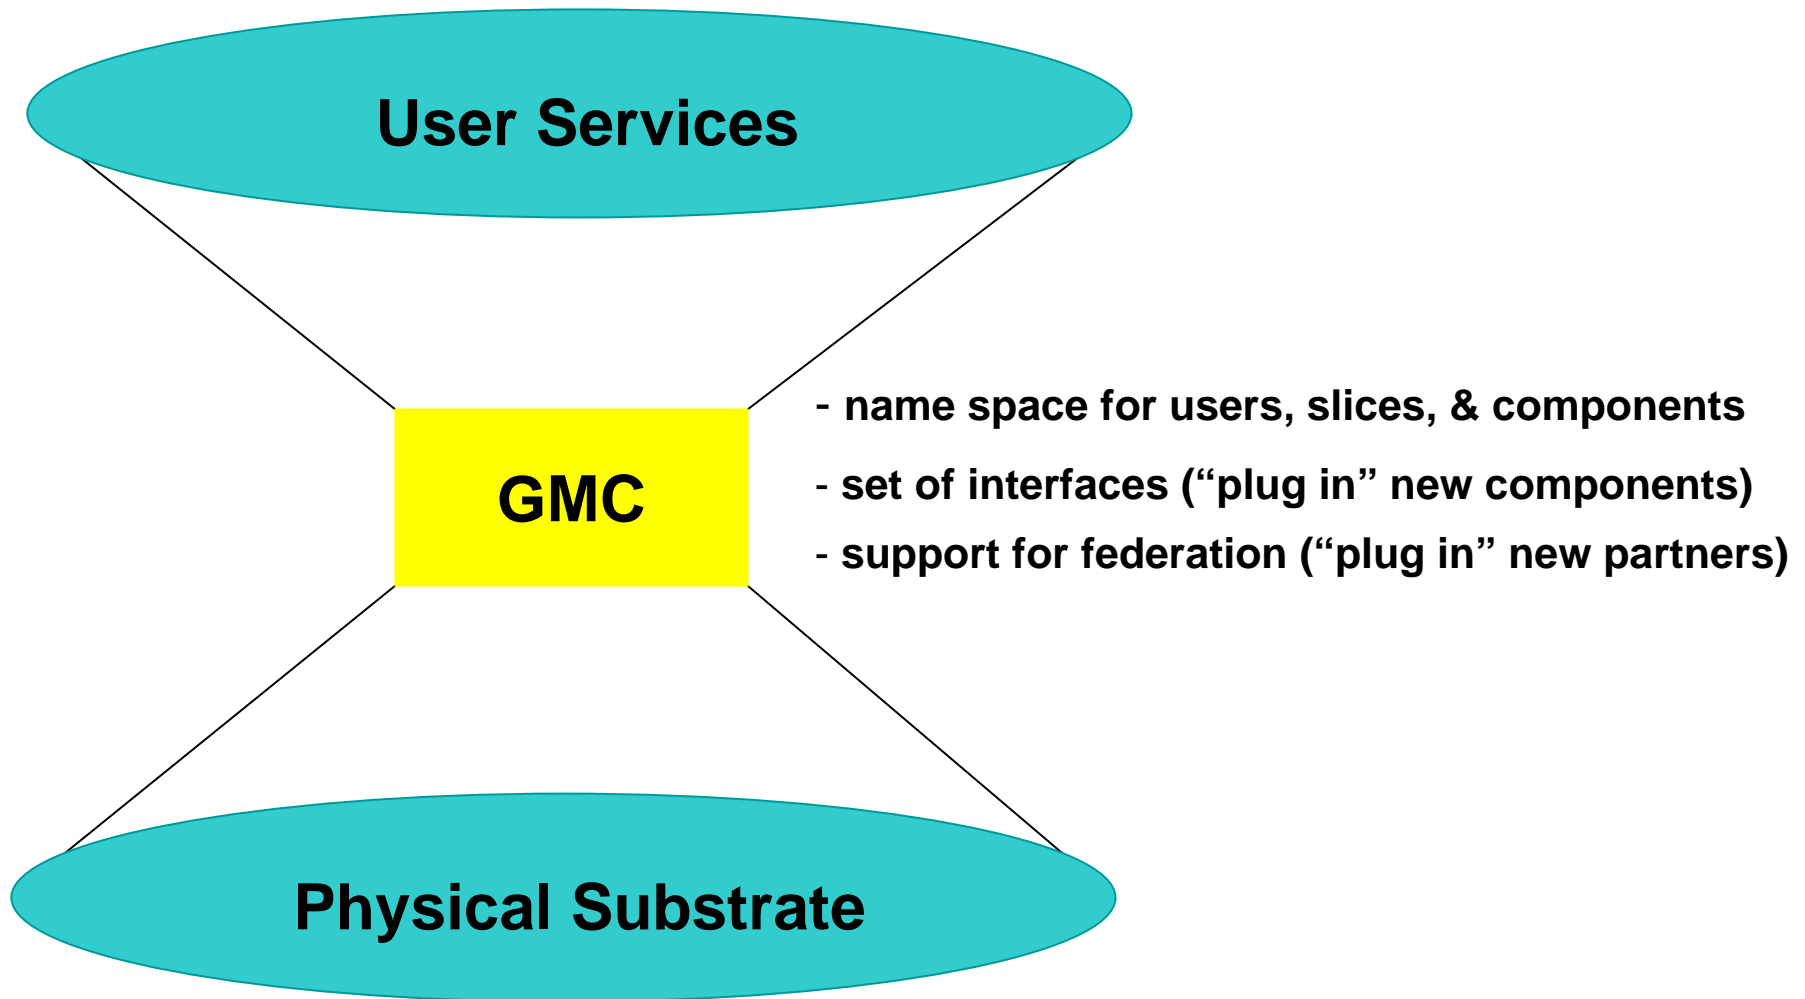 User Services
- name space for users, slices, & components
GMC
- set of interfaces (“plug in” new components)
- support for federation (“plug in” new partners)
Physical Substrate